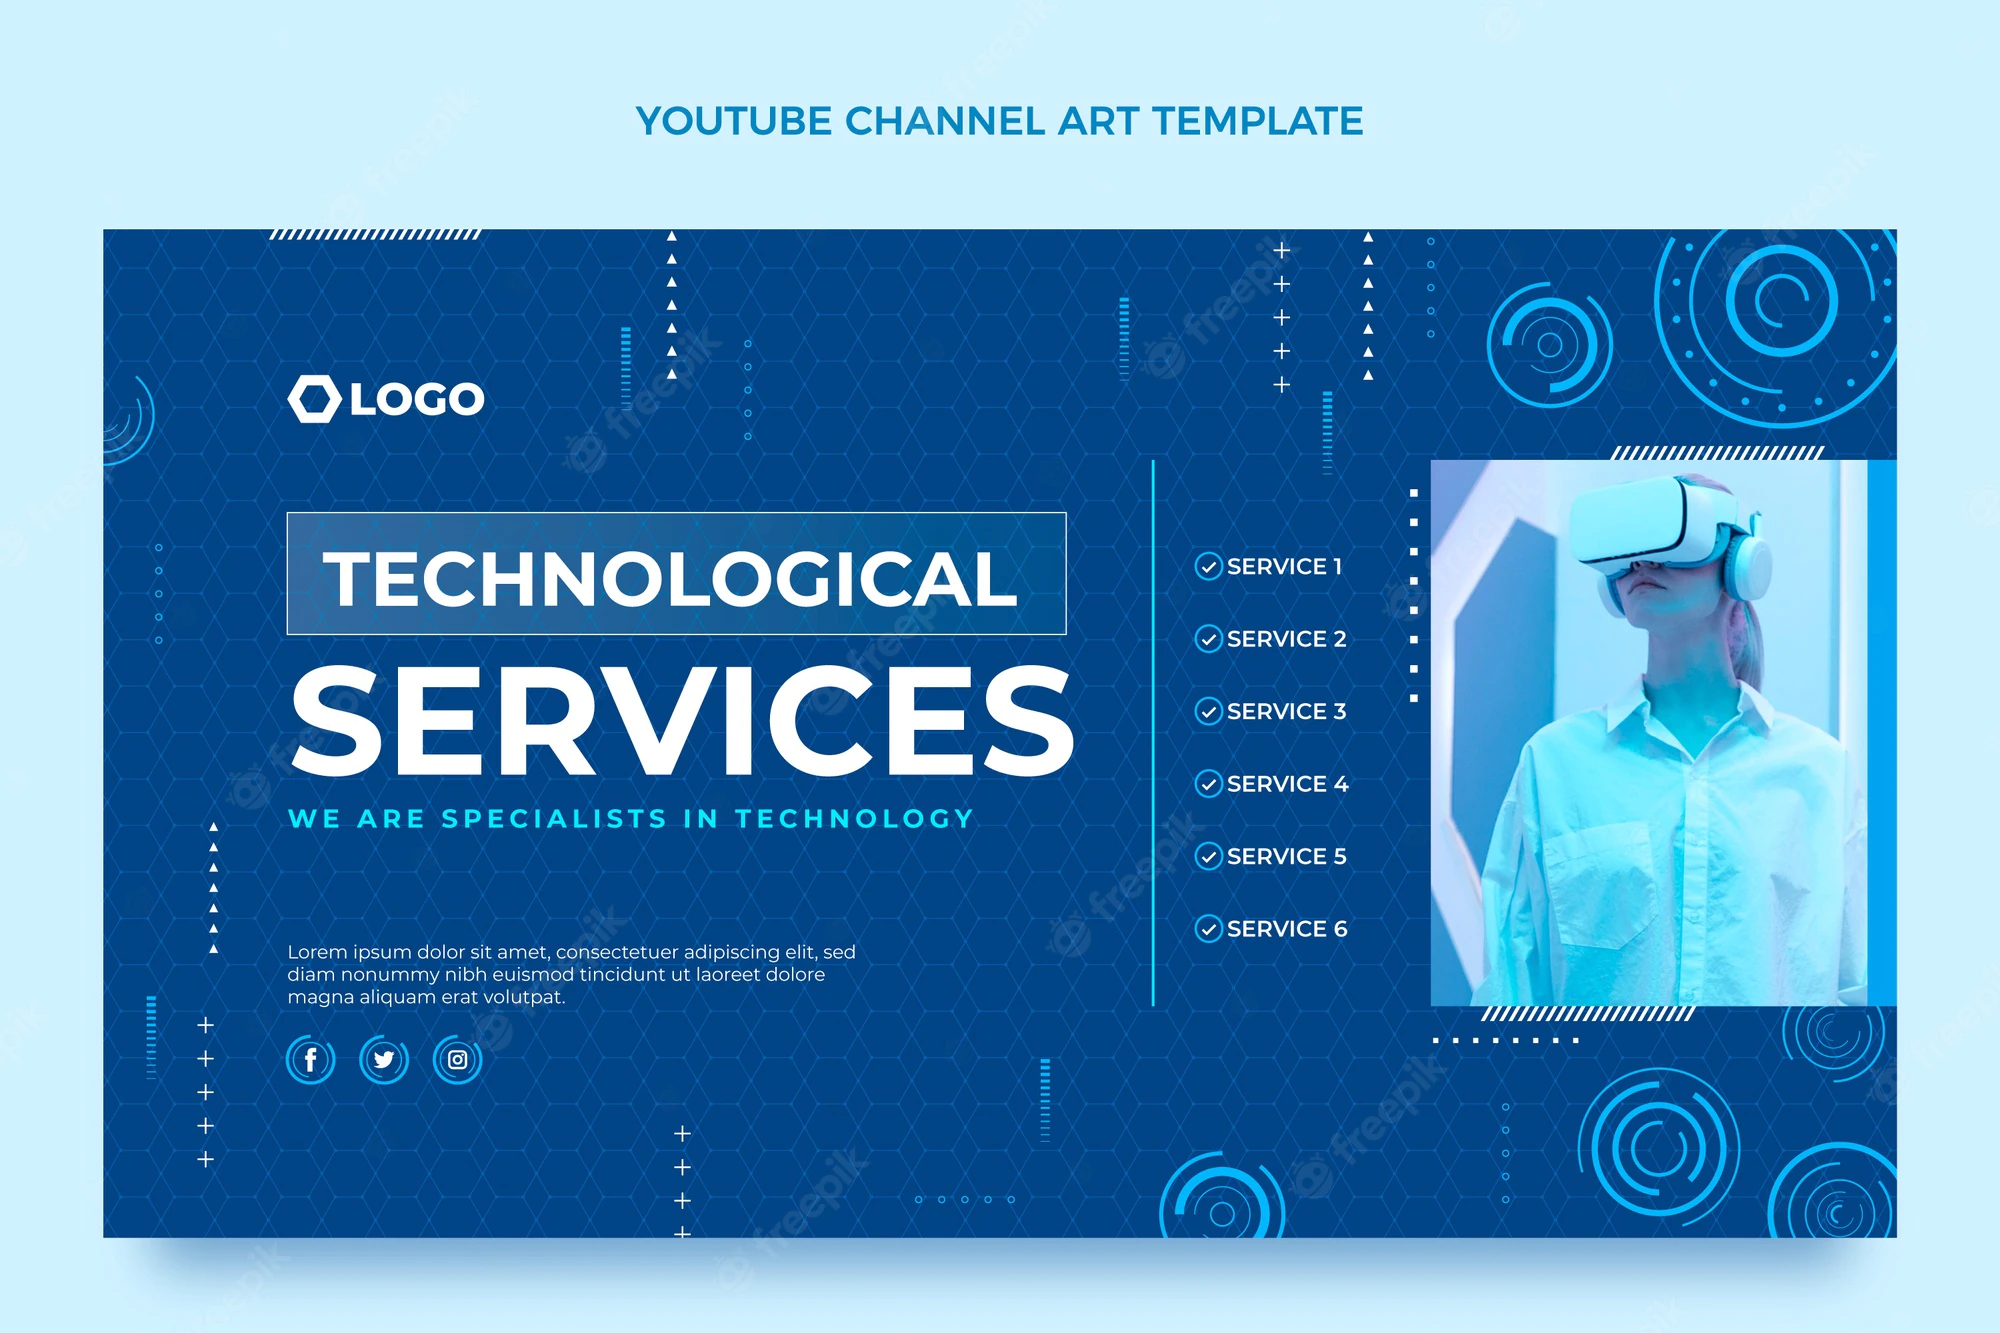 YOUTUBE CHANNEL ART TEMPLATE
LOGO
TECHNOLOGICAL
SERVICES
WE ARE SPECIALISTS IN TECHNOLOGY
Lorem ipsum dolor sit amet, consectetuer adipiscing elit, sed
diam nonummy nibh euismod tincidunt ut laoreet dolore
magna aliquam erat volutpat.
SERVICE 1
SERVICE 2
SERVICE 3
SERVICE 4
SERVICE 5
SERVICE 6
freepik